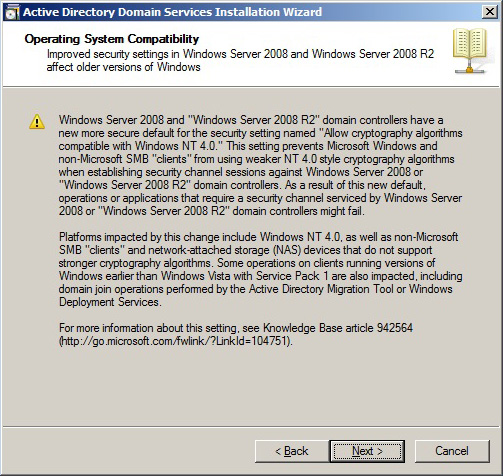 Active Directory Domain Services Installation Wizard
Operating System Compatibility
Improved security settings in Windows Server 2008 and Windows Server 2008 R2
affect older versions of Windows
Windows Server 2008 and "Windows Server 2008 R2" domain controllers have a
new more secure default for the security setting named "Allow cryptography algorithms
compatible with Windows NT 4.0." This setting prevents Microsoft Windows and
non-Microsoft SMB "clients" from using weaker NT 4.0 style cryptography algorithms
when establishing security channel sessions against Windows Server 2008 or
"Windows Server 2008 R2" domain controllers. As a result of this new default,
operations or applications that require a security channel serviced by Windows Server
2008 or "Windows Server 2008 R2" domain controllers might fail.
Platforms impacted by this change include Windows NT 4.0, as well as non-Microsoft
SMB "clients" and network-attached storage (NAS) devices that do not support
stronger cryptography algorithms. Some operations on clients running versions of
Windows earlier than Windows Vista with Service Pack 1 are also impacted, including
domain join operations performed by the Active Directory Migration Tool or Windows
Deployment Services.
For more information about this setting, see Knowledge Base article 942564
(http://go.microsoft.com/fwlink/?LinkId=104751).
< Back
Next >
Cancel